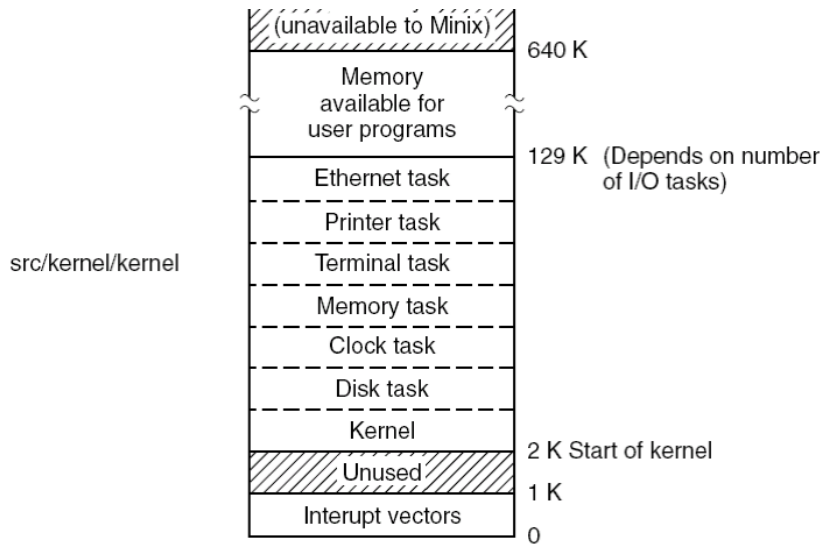 (unavailable to Minix)
640 K
Memory
available for
user programs
129 K (Depends on number
of I/O tasks)
Ethernet task
Printer task
src/kernel/kernel
Terminal task
Memory task
Clock task
Disk task
Kernel
2 K Start of kernel
Unused
1 K
Interupt vectors
0